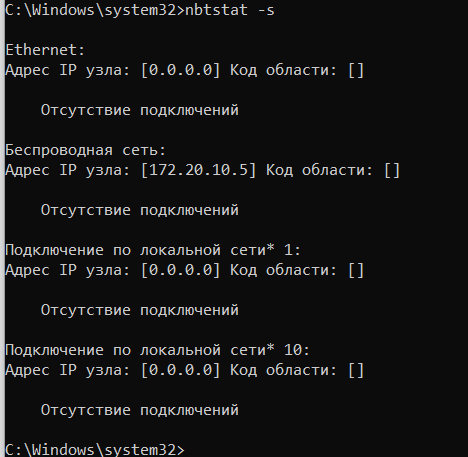 C:\Windows\system32>nbtstat -s
Ethernet:
Адрес IP узла: [0.0.0.0] Код области: []
Отсутствие подключений
Беспроводная сеть:
Адрес IP узла: [172.20.10.5] Код области: []
Отсутствие подключений
Подключение по локальной сети* 1:
Адрес IP узла: [0.0.0.0] Код области: []
Отсутствие подключений
Подключение по локальной сети* 10:
Адрес IP узла: [0.0.0.0] Код области: []
Отсутствие подключений
C:\Windows\system32>